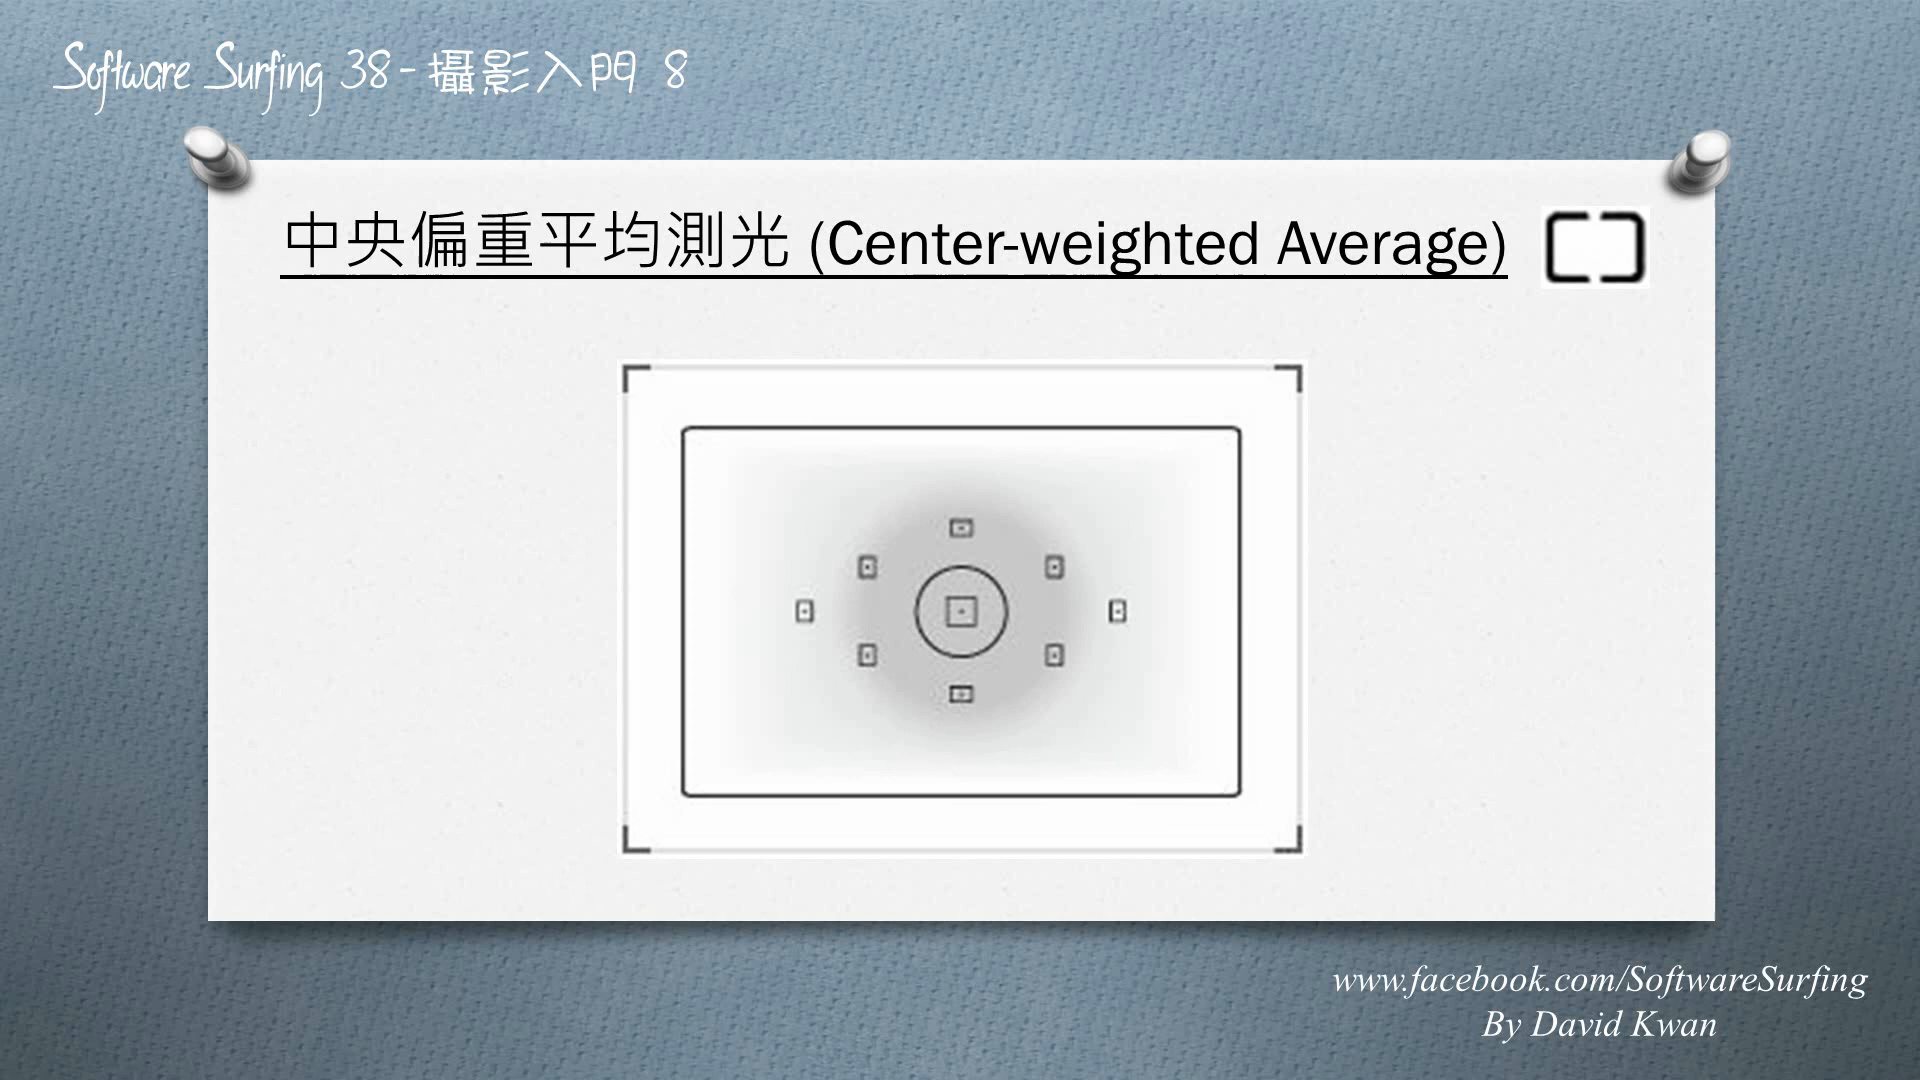 Software Surfing 38-攝影入門 8
中央偏重平均測光 (Center-weighted Average)
www.facebook.com/SoftwareSurfing
By David Kwan